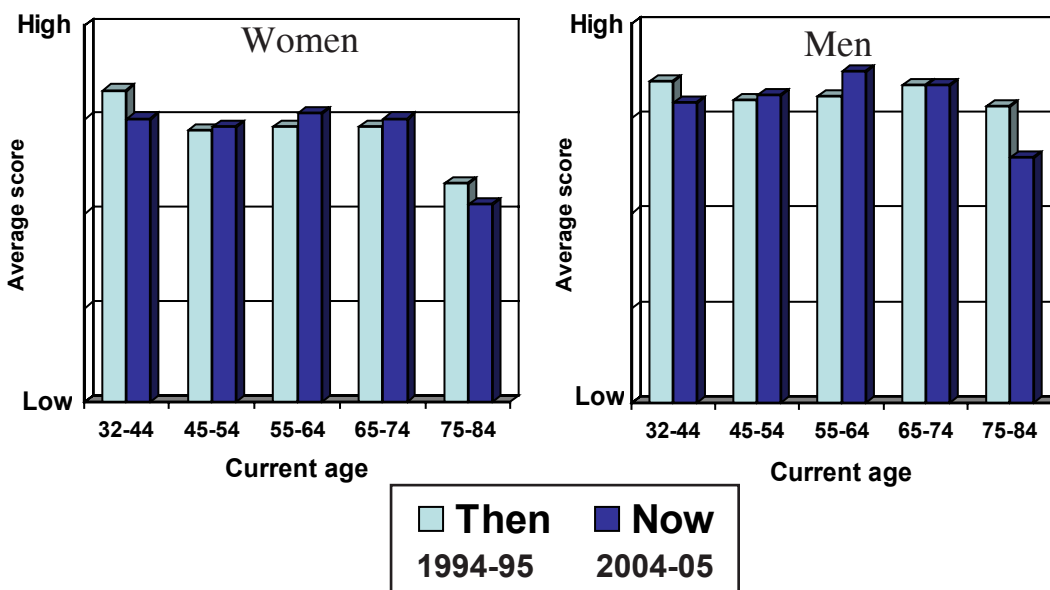 Women
High
Average score
Low
32-44 45-54 55-64 65-74 75-84
Current age
Men
High
Average score
Low
32-44 45-54 55-64 65-74 75-84
Current age
Then Now
1994-95 2004-05